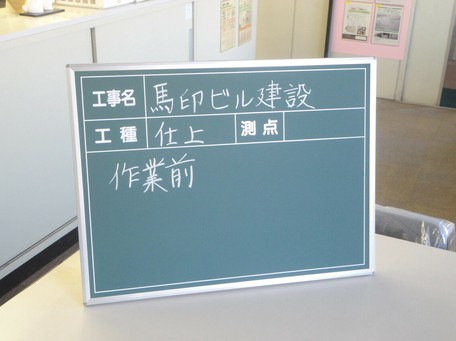 工事名 馬印ビル建設
工種 仕上 測点
作業前